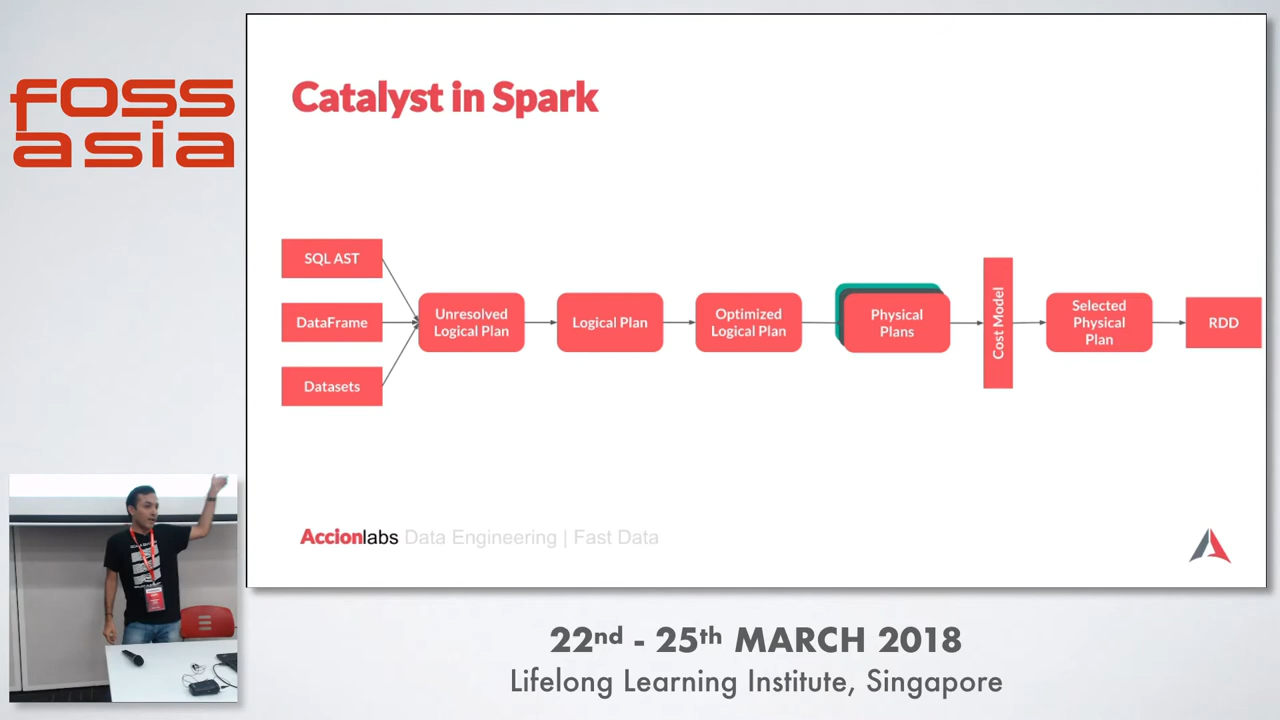 foss
asia
Catalyst in Spark
SQL AST
DataFrame
Datasets
Unresolved
Logical Plan
Logical Plan
Optimized
Logical Plan
Physical
Plans
Cost Model
Selected
Physical
Plan
RDD
Accionlabs Data Engineering | Fast Data
22nd - 25th MARCH 2018
Lifelong Learning Institute, Singapore